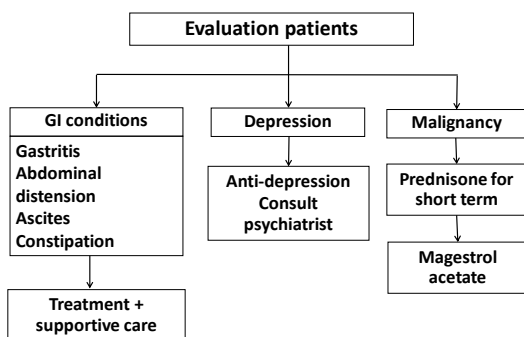 Evaluation patients
GI conditions
Gastritis
Abdominal
distension
Ascites
Constipation
Treatment +
supportive care
Depression
Anti-depression
Consult
psychiatrist
Malignancy
Prednisone for
short term
Magestrol
acetate